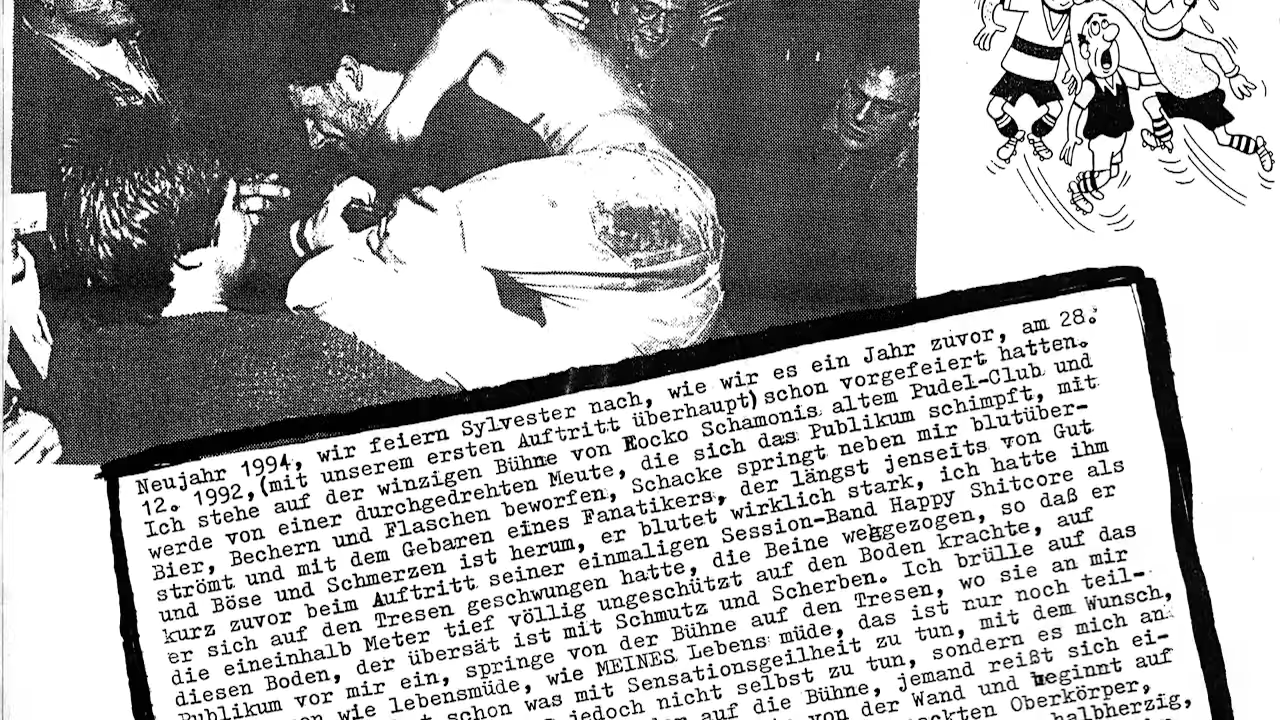 Neujahr 1994, wir feiern Sylvester nach, wie wir es ein Jahr zuvor, am 28.
12. 1992,(mit unserem ersten Auftritt überhaupt)schon vorgefeiert hatten.
Ich stehe auf der winzigen Bühne von Rocko Schamonis altem Pudel-Club und
werde von einer durchgedrehten Meute, die sich das Publikum schimpft, mit
Bier, Bechern und Flaschen beworfen, Schacke springt neben mir blutüber-
strömt und mit dem Gebaren eines Fanatikers, der längst jenseits von Gut
und Böse und Schmerzen ist herum, er blutet wirklich stark, ich hatte ihm
kurz zuvor beim Auftritt seiner einmaligen Session-Band Happy Shitcore als
er sich auf den Tresen geschwungen hatte, die Beine weggezogen, so daß er
die eineinhalb Meter tief völlig ungeschützt auf den Boden krachte, auf
diesen Boden, der übersät ist mit Schmutz und Scherben. Ich brülle auf das
Publikum vor mir ein, springe von der Bühne auf den Tresen, wo sie an mir
wie lebensmüde, wie MEINES Lebens müde, das ist nur noch teil-
schon was mit Sensationsgeilheit zu tun, mit dem Wunsch,
jedoch nicht selbst zu tun, sondern es mich an
auf die Bühne, jemand reißt sich ei-
von der Wand und beginnt auf
Oberkörper,
halbherzig,